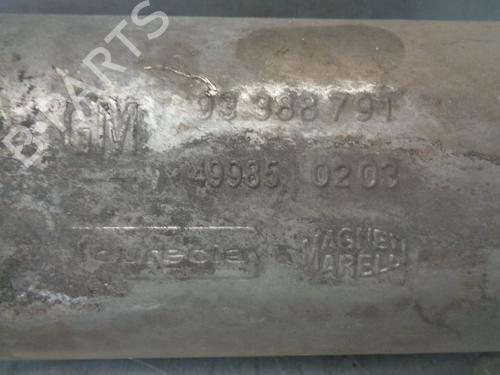 PARTS
GM 93 388 791
49985 0203
MAGNETI
MARELLI